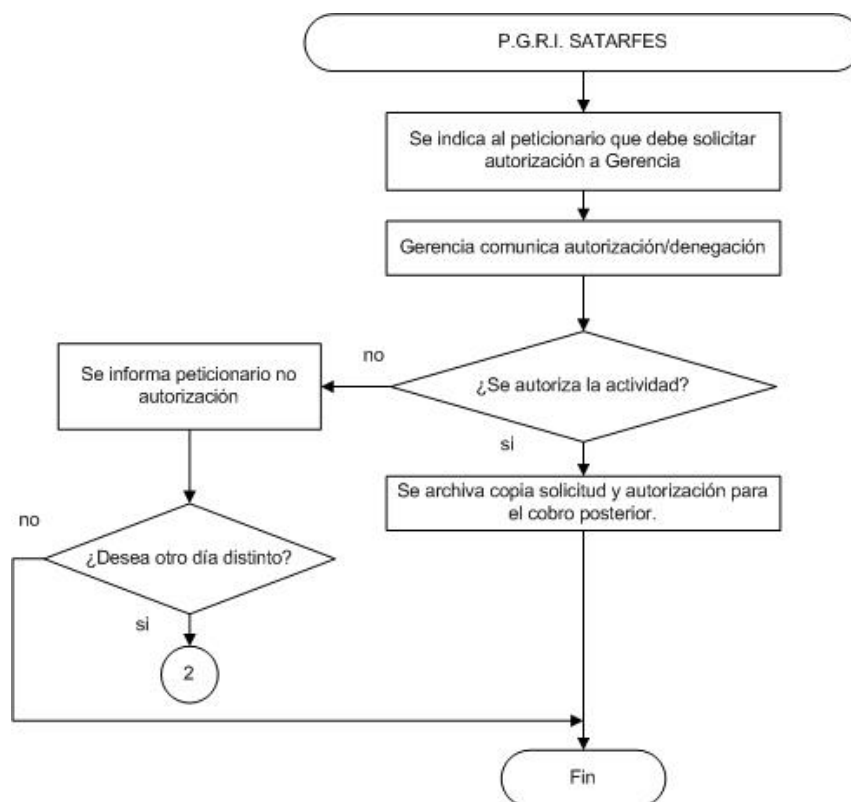 P.G.R.I. SATARFES
Se indica al peticionario que debe solicitar
autorización a Gerencia
Gerencia comunica autorización/denegación
¿Se autoriza la actividad?
no
Se informa peticionario no
autorización
si
Se archiva copia solicitud y autorización para
el cobro posterior.
no
¿Desea otro día distinto?
si
2
Fin